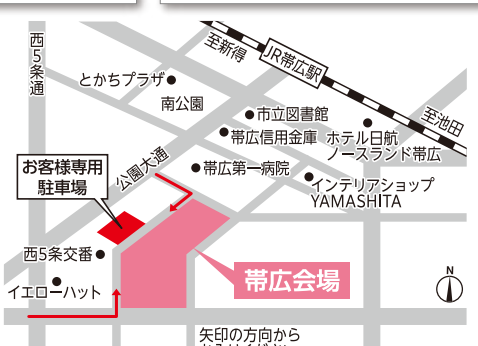 西5条通
至新得
JR帯広駅
とかちプラザ
南公園
市立図書館
帯広信用金庫
ホテル日航
ノースランド帯広
至池田
公園大通
帯広第一病院
インテリアショップ
YAMASHITA
お客様専用
駐車場
西5条交番
イエローハット
帯広会場
N
矢印の方向から